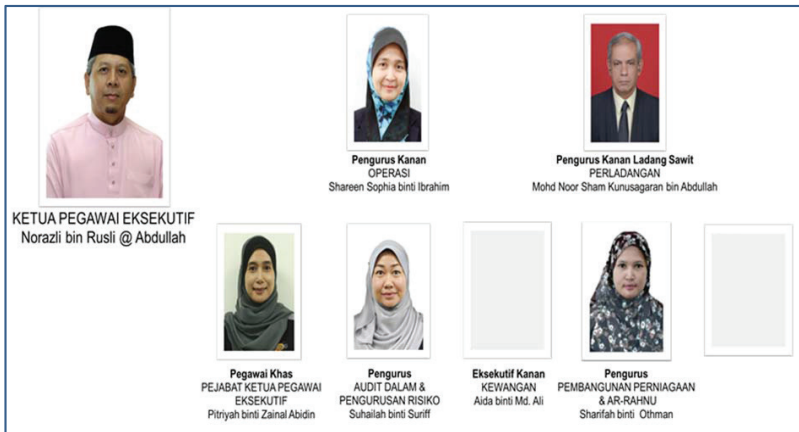 KETUA PEGAWAI EKSEKUTIF
Norazli bin Rusli @ Abdullah
Pengurus Kanan
OPERASI
Shareen Sophia binti Ibrahim
Pengurus Kanan Ladang Sawit
PERLADANGAN
Mohd Noor Sham Kunusagaran bin Abdullah
Pegawai Khas
PEJABAT KETUA PEGAWAI
EKSEKUTIF
Pitriyah binti Zainal Abidin
Pengurus
AUDIT DALAM &
PENGURUSAN RISIKO
Suhailah binti Suriff
Eksekutif Kanan
KEWANGAN
Aida binti Md. Ali
Pengurus
PEMBANGUNAN PERNIAGAAN
& AR-RAHNU
Sharifah binti Othman